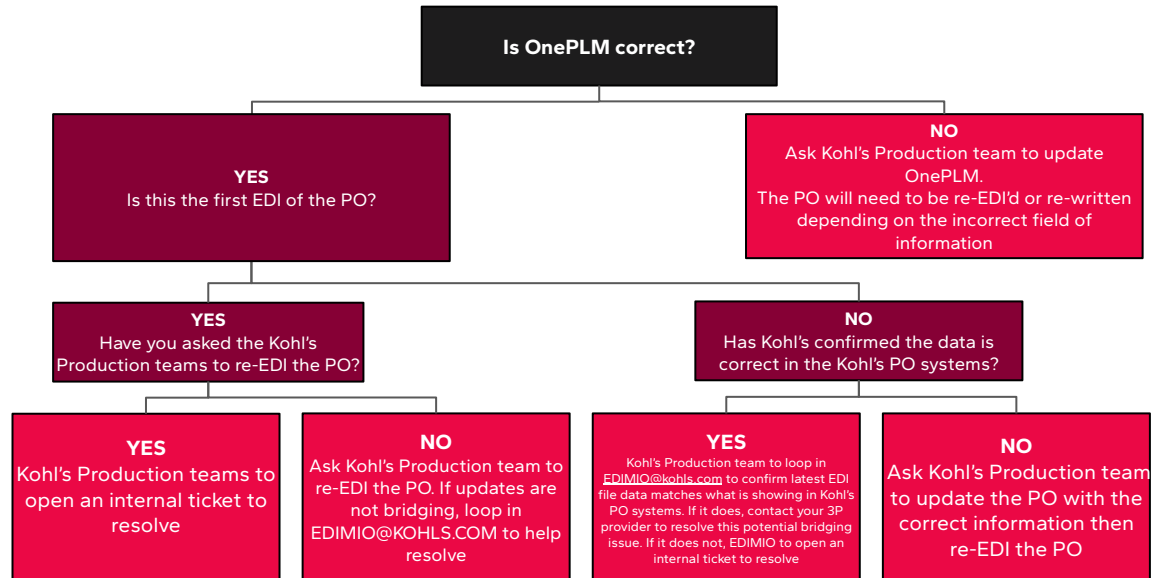 Is OnePLM correct?
YES
Is this the first EDI of the PO?
NO
Ask Kohl's Production team to update
OnePLM.
The PO will need to be re-EDI'd or re-written
depending on the incorrect field of
information
YES
Have you asked the Kohl's
Production teams to re-EDI the PO?
NO
Has Kohl's confirmed the data is
correct in the Kohl's PO systems?
YES
Kohl's Production teams to
open an internal ticket to
resolve
NO
Ask Kohl's Production team to
re-EDI the PO. If updates are
not bridging, loop in
EDIMIO@KOHLS.COM to help
resolve
YES
Kohl's Production team to loop in
EDIMIO@kohls.com to confirm latest EDI
file data matches what is showing in Kohl's
PO systems. If it does, contact your 3P
provider to resolve this potential bridging
issue. If it does not, EDIMIO to open an
internal ticket to resolve
NO
Ask Kohl's Production team
to update the PO with the
correct information then
re-EDI the PO